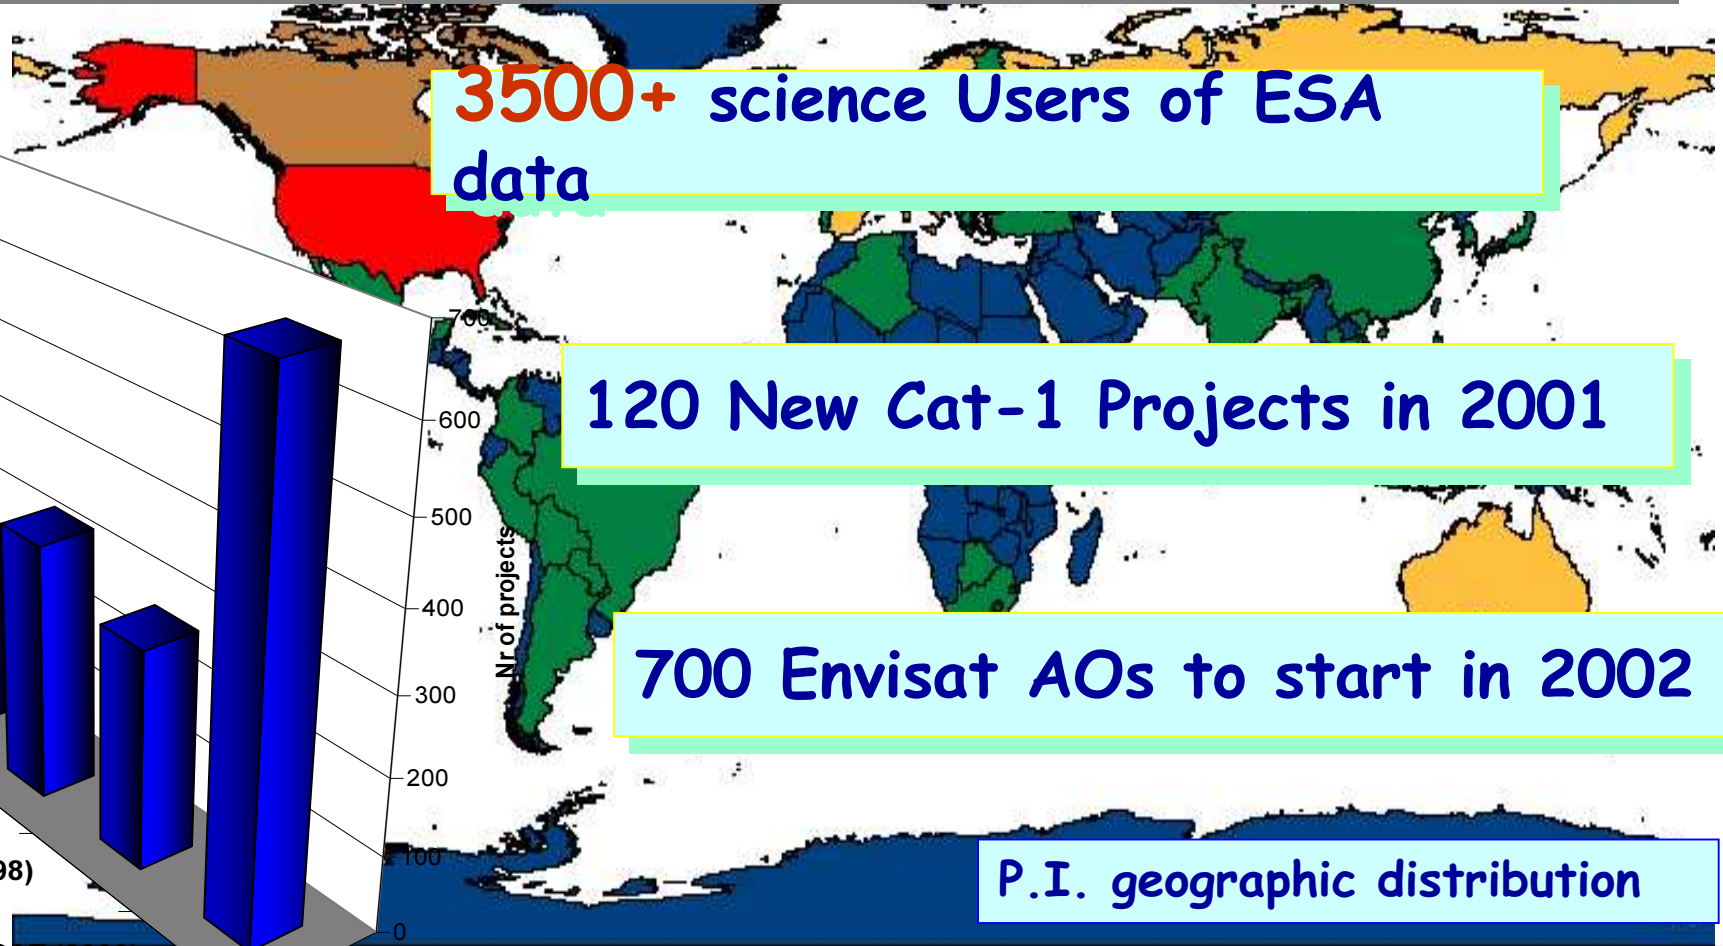 3500+ science Users of ESA
data
120 New Cat-1 Projects in 2001
700 Envisat AOs to start in 2002
P.I. geographic distribution
700
600
500
400
300
200
100
0
Nr of projects
98)